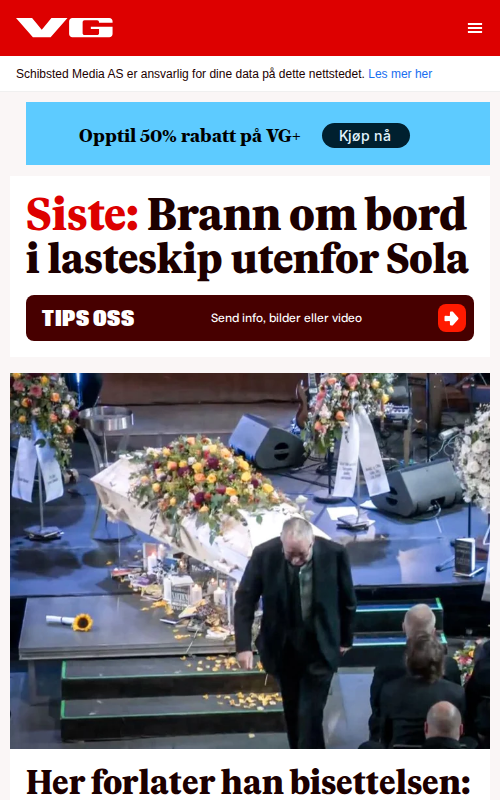 VG
Schibsted Media AS er ansvarlig for dine data på dette nettstedet. Les mer her
Opptil 50% rabatt på VG+
Kjøp nå
Siste: Brann om bord
i lasteskip utenfor Sola
TIPS OSS
Send info, bilder eller video
Her forlater han bisettelsen: